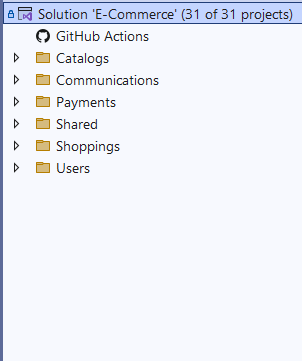 Solution 'E-Commerce' (31 of 31 projects)
GitHub Actions
Catalogs
Communications
Payments
Shared
Shoppings
Users